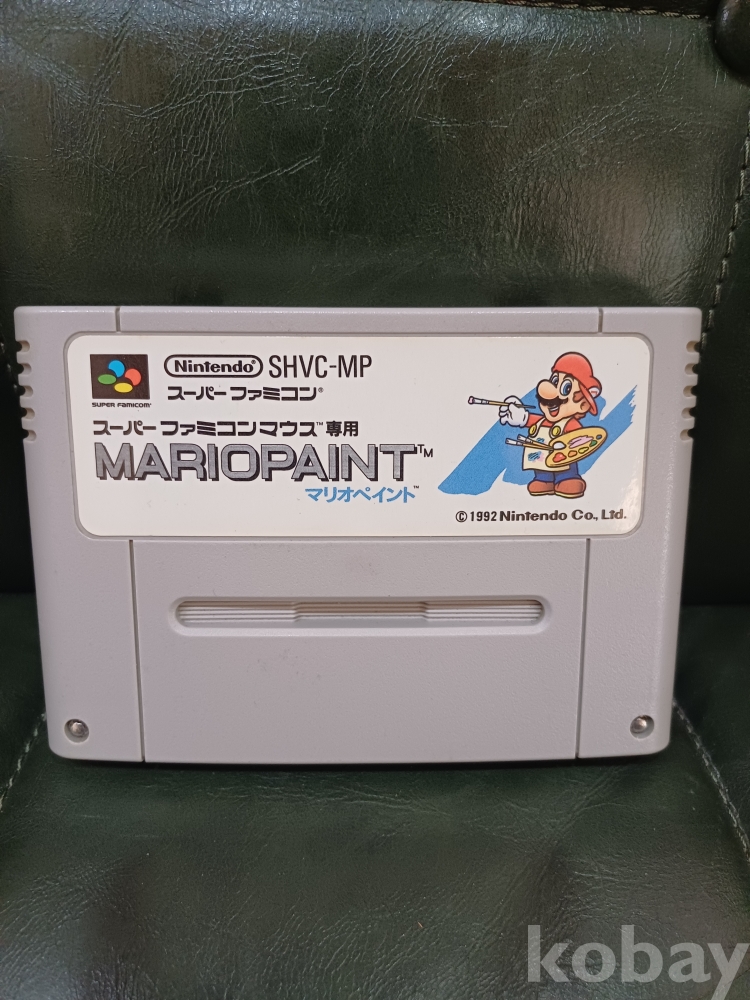 Nintendo® SHVC-MP
SUPER FAMICOM®
スーパーファミコン®
スーパーファミコンマウス™専用
MARIOPAINT™
マリオペイント™
©1992 Nintendo Co., Ltd.
kobay